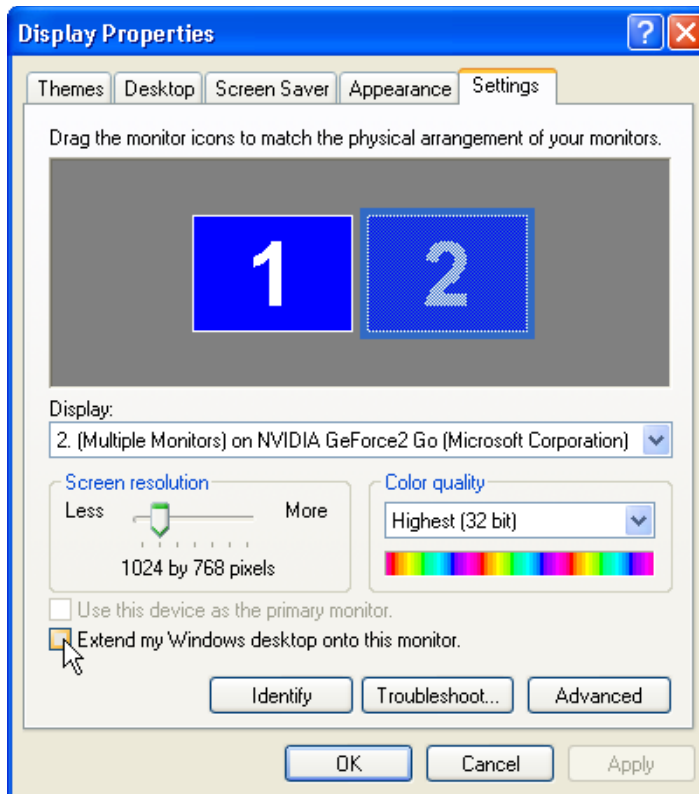 Display Properties
Themes Desktop Screen Saver Appearance Settings
Drag the monitor icons to match the physical arrangement of your monitors.
1 2
Display:
2. (Multiple Monitors) on NVIDIA GeForce2 Go (Microsoft Corporation)
Screen resolution Color quality
Less More Highest (32 bit)
1024 by 768 pixels
Use this device as the primary monitor.
Extend my Windows desktop onto this monitor.
Identify Troubleshoot... Advanced
OK Cancel Apply